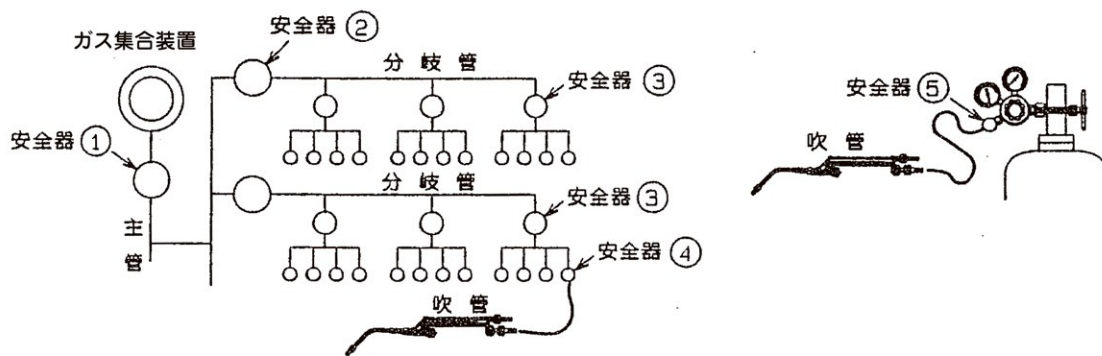 ガス集合装置
安全器②
分岐管
安全器③
安全器①
主管
分岐管
安全器③
安全器④
吹管
安全器⑤
吹管